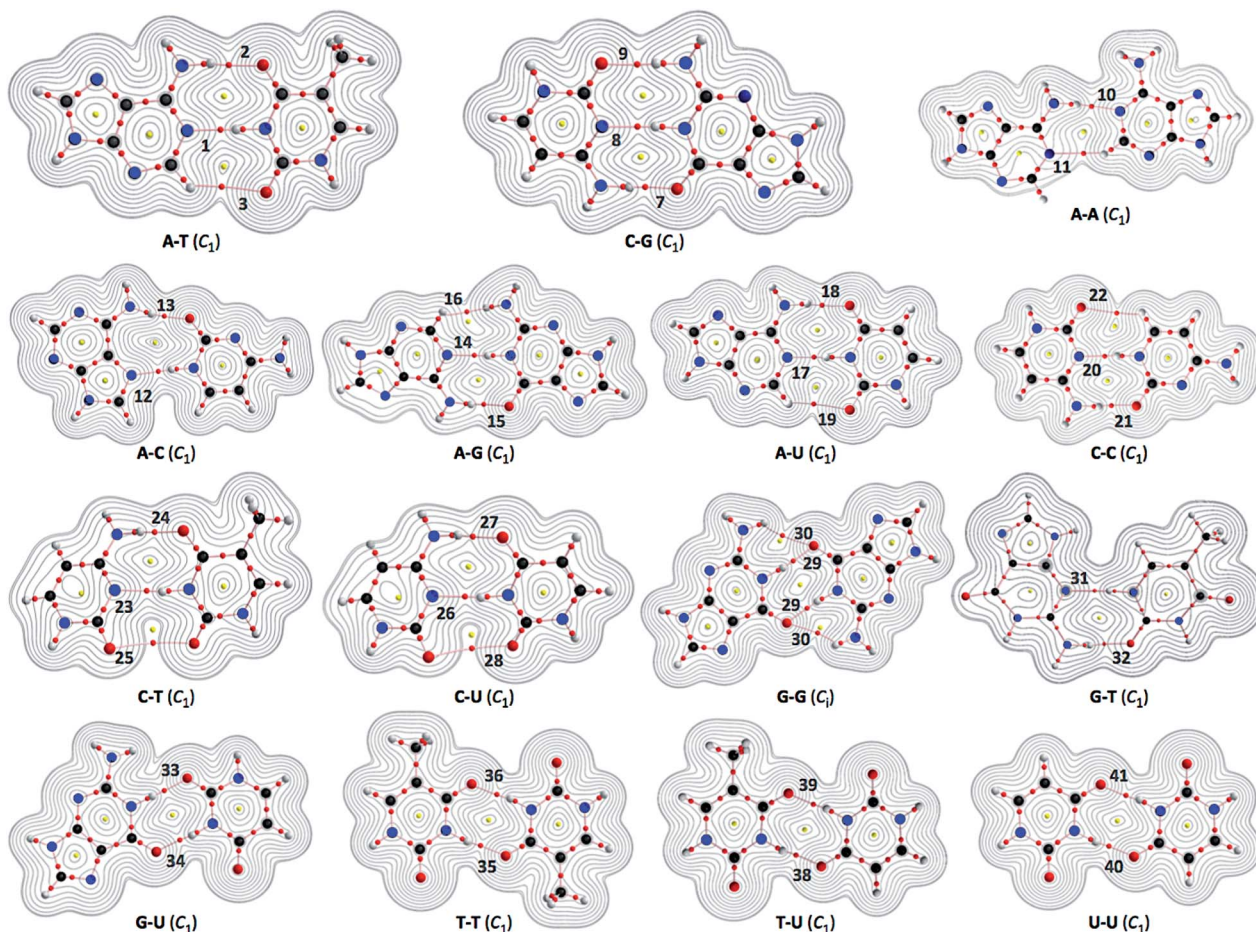 2
1
3
A-T (C₁)
9
8
7
C-G (C₁)
10
11
A-A (C₁)
13
12
A-C (C₁)
16
14
15
A-G (C₁)
18
17
19
A-U (C₁)
22
20
21
C-C (C₁)
24
23
25
C-T (C₁)
27
26
28
C-U (C₁)
30
29
29
30
G-G (Cᵢ)
31
32
G-T (C₁)
33
34
G-U (C₁)
36
35
T-T (C₁)
39
38
T-U (C₁)
41
40
U-U (C₁)